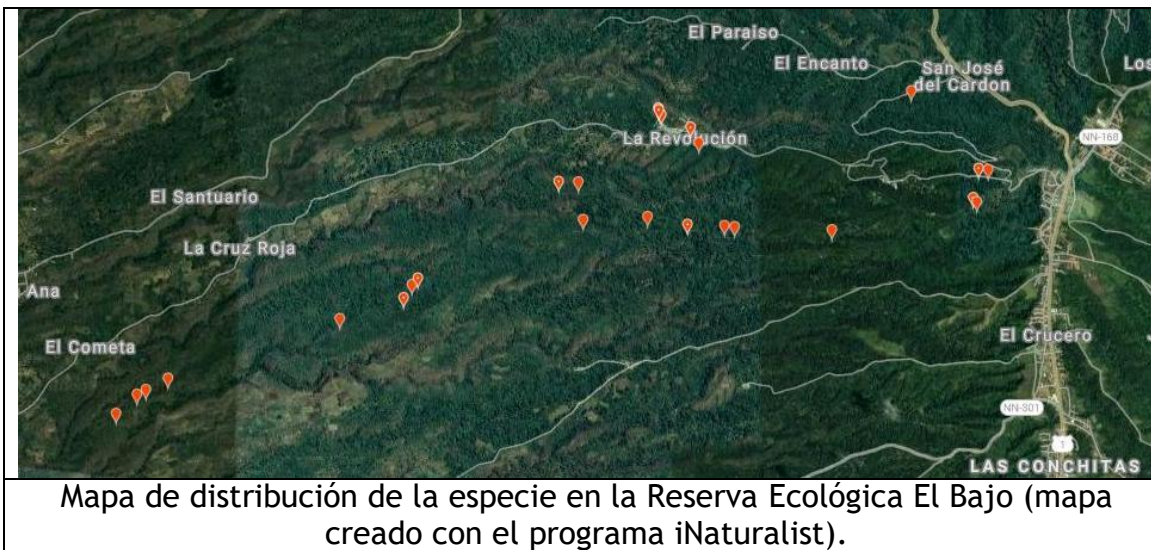 El Paraiso
El Encanto
San José
del Cardon
Los
NN-168
La Revolución
El Santuario
La Cruz Roja
Ana
El Cometa
El Crucero
NN-301
1
LAS CONCHITAS
Mapa de distribución de la especie en la Reserva Ecológica El Bajo (mapa
creado con el programa iNaturalist).